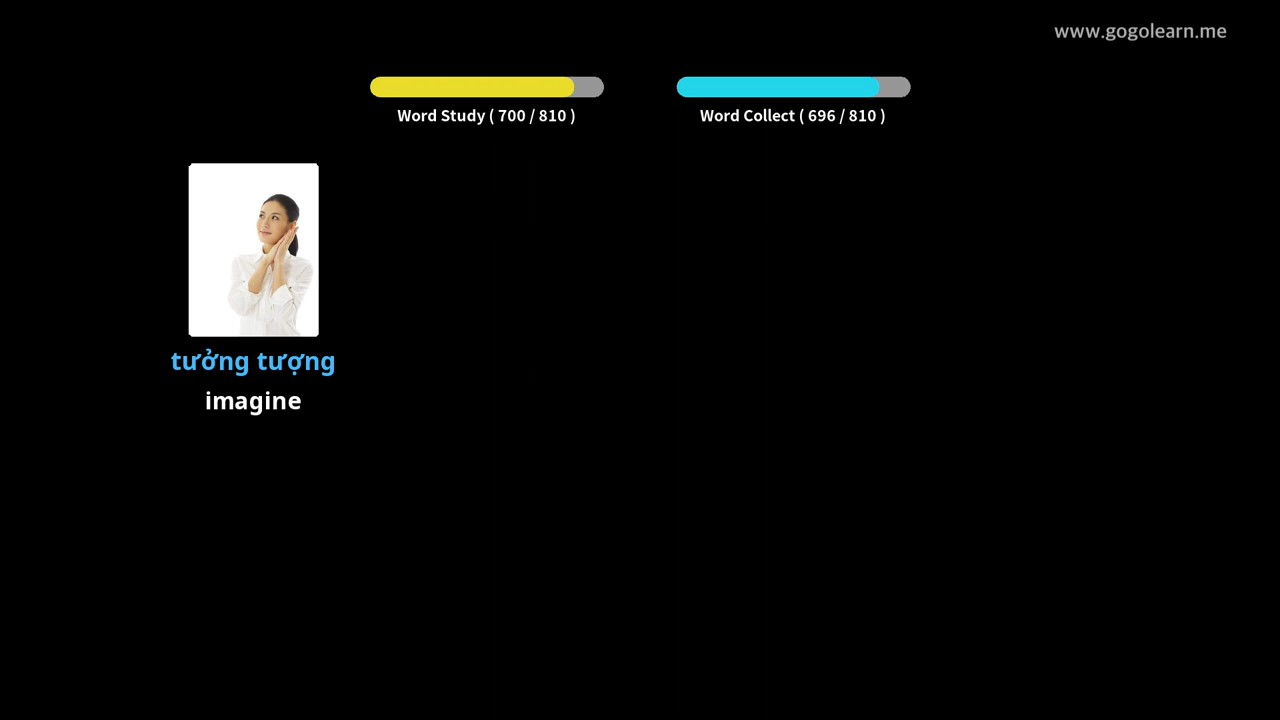 www.gogolearn.me
Word Study ( 700 / 810 )
Word Collect ( 696 / 810 )
tưởng tượng
imagine